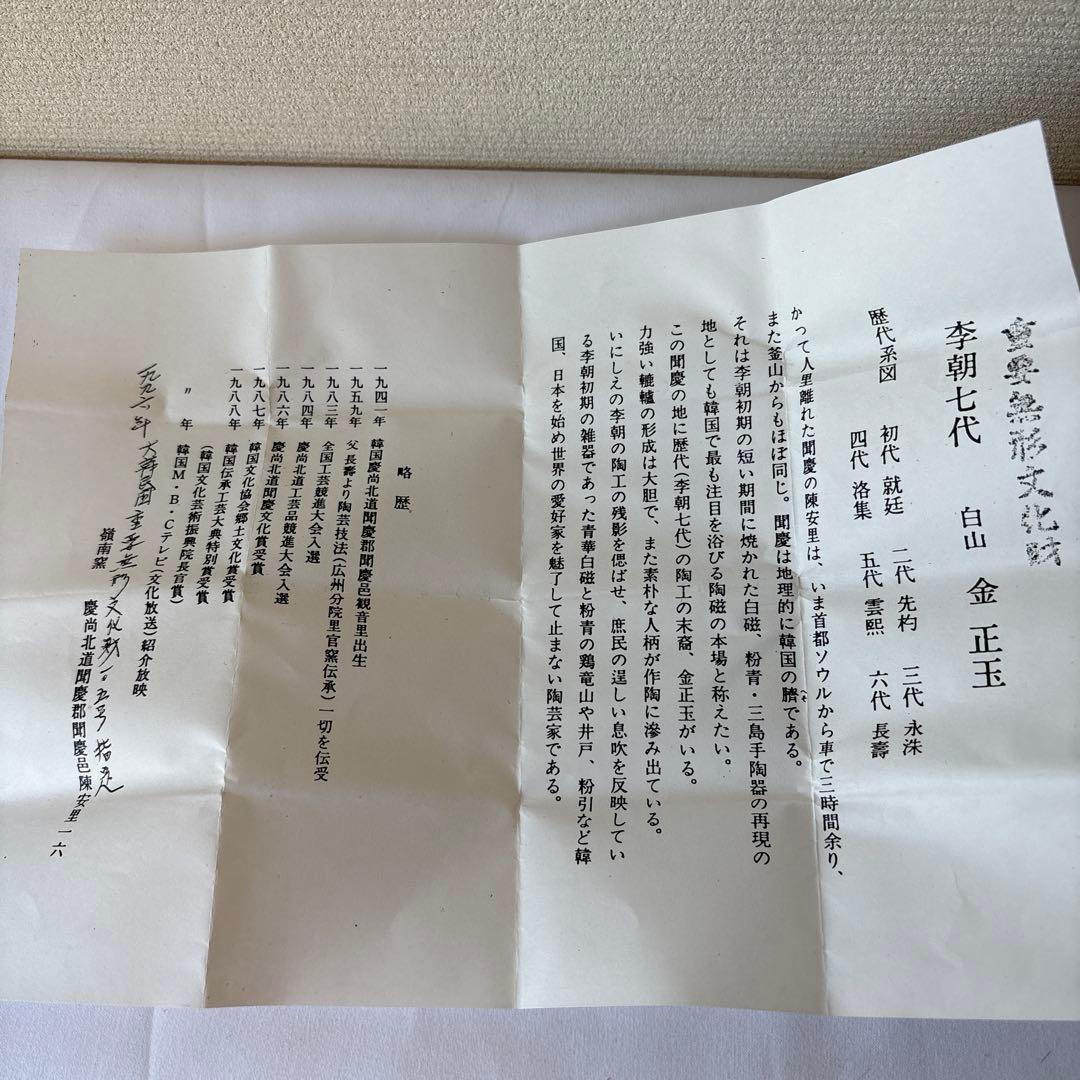 重要無形文化財
李朝七代　白山　金　正玉
歴代系図　初代 就廷　二代 先杓　三代 永洙
四代 洛集　五代 雲熙　六代 長壽
かって人里離れた聞慶の陳安里は、いま首都ソウルから車で三時間余り、
また釜山からもほぼ同じ。聞慶は地理的に韓国の臍である。
へそ
それは李朝初期の短い期間に焼かれた白磁、粉青・三島手陶器の再現の
地としても韓国で最も注目を浴びる陶磁の本場と称えたい。
この聞慶の地に歴代（李朝七代）の陶工の末裔、金正玉がいる。
力強い轆轤の形成は大胆で、また素朴な人柄が作陶に滲み出ている。
いにしえの李朝の陶工の残影を偲ばせ、庶民の逞しい息吹を反映してい
る李朝初期の雑器であった青華白磁と粉青の鶏竜山や井戸、粉引など韓
国、日本を始め世界の愛好家を魅了して止まない陶芸家である。
略歴
一九四一年　韓国慶尚北道聞慶郡聞慶邑観音里出生
一九五九年　父 長壽より陶芸技法（広州分院里官窯伝承）一切を伝受
一九八三年　全国工芸競進大会入選
一九八四年　慶尚北道工芸品競進大会入選
一九八六年　慶尚北道聞慶文化賞受賞
一九八七年　韓国文化協会郷土文化賞受賞
一九八八年　韓国伝承工芸大典特別賞受賞
（韓国文化芸術振興院長官賞）
〃　年　韓国M・B・Cテレビ（文化放送）紹介放映
一九九六年 大韓民国重要無形文化財一〇五号指定
嶺南窯　慶尚北道聞慶郡聞慶邑陳安里一六